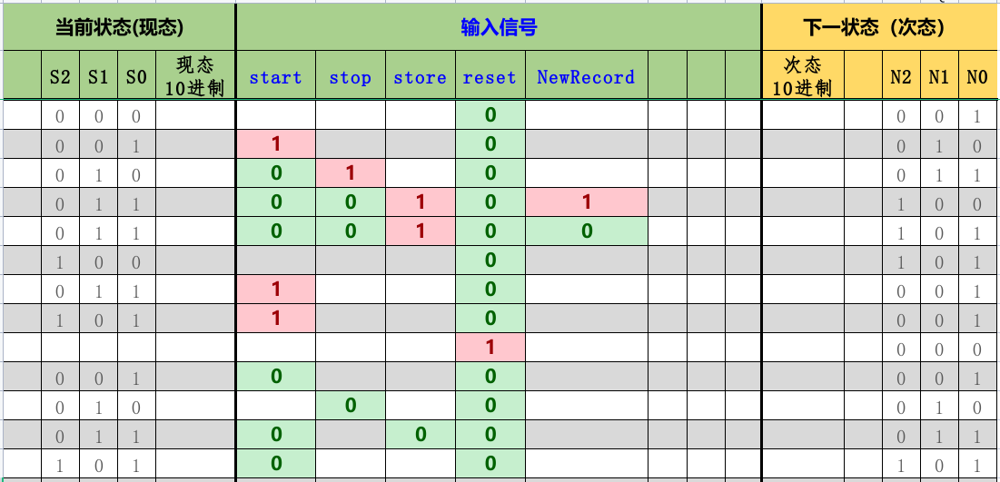 当前状态(现态) 输入信号 下一状态（次态）
S2 S1 S0 现态 10进制 start stop store reset NewRecord 次态 10进制 N2 N1 N0
0 0 0 0 0 0 1
0 0 1 1 0 0 1 0
0 1 0 0 1 0 0 1 1
0 1 1 0 0 1 0 1 1 0 0
0 1 1 0 0 1 0 0 1 0 1
1 0 0 0 1 0 1
0 1 1 1 0 0 0 1
1 0 1 1 0 0 0 1
1 0 0 0
0 0 1 0 0 0 0 1
0 1 0 0 0 0 1 0
0 1 1 0 0 0 0 1 1
1 0 1 0 0 1 0 1